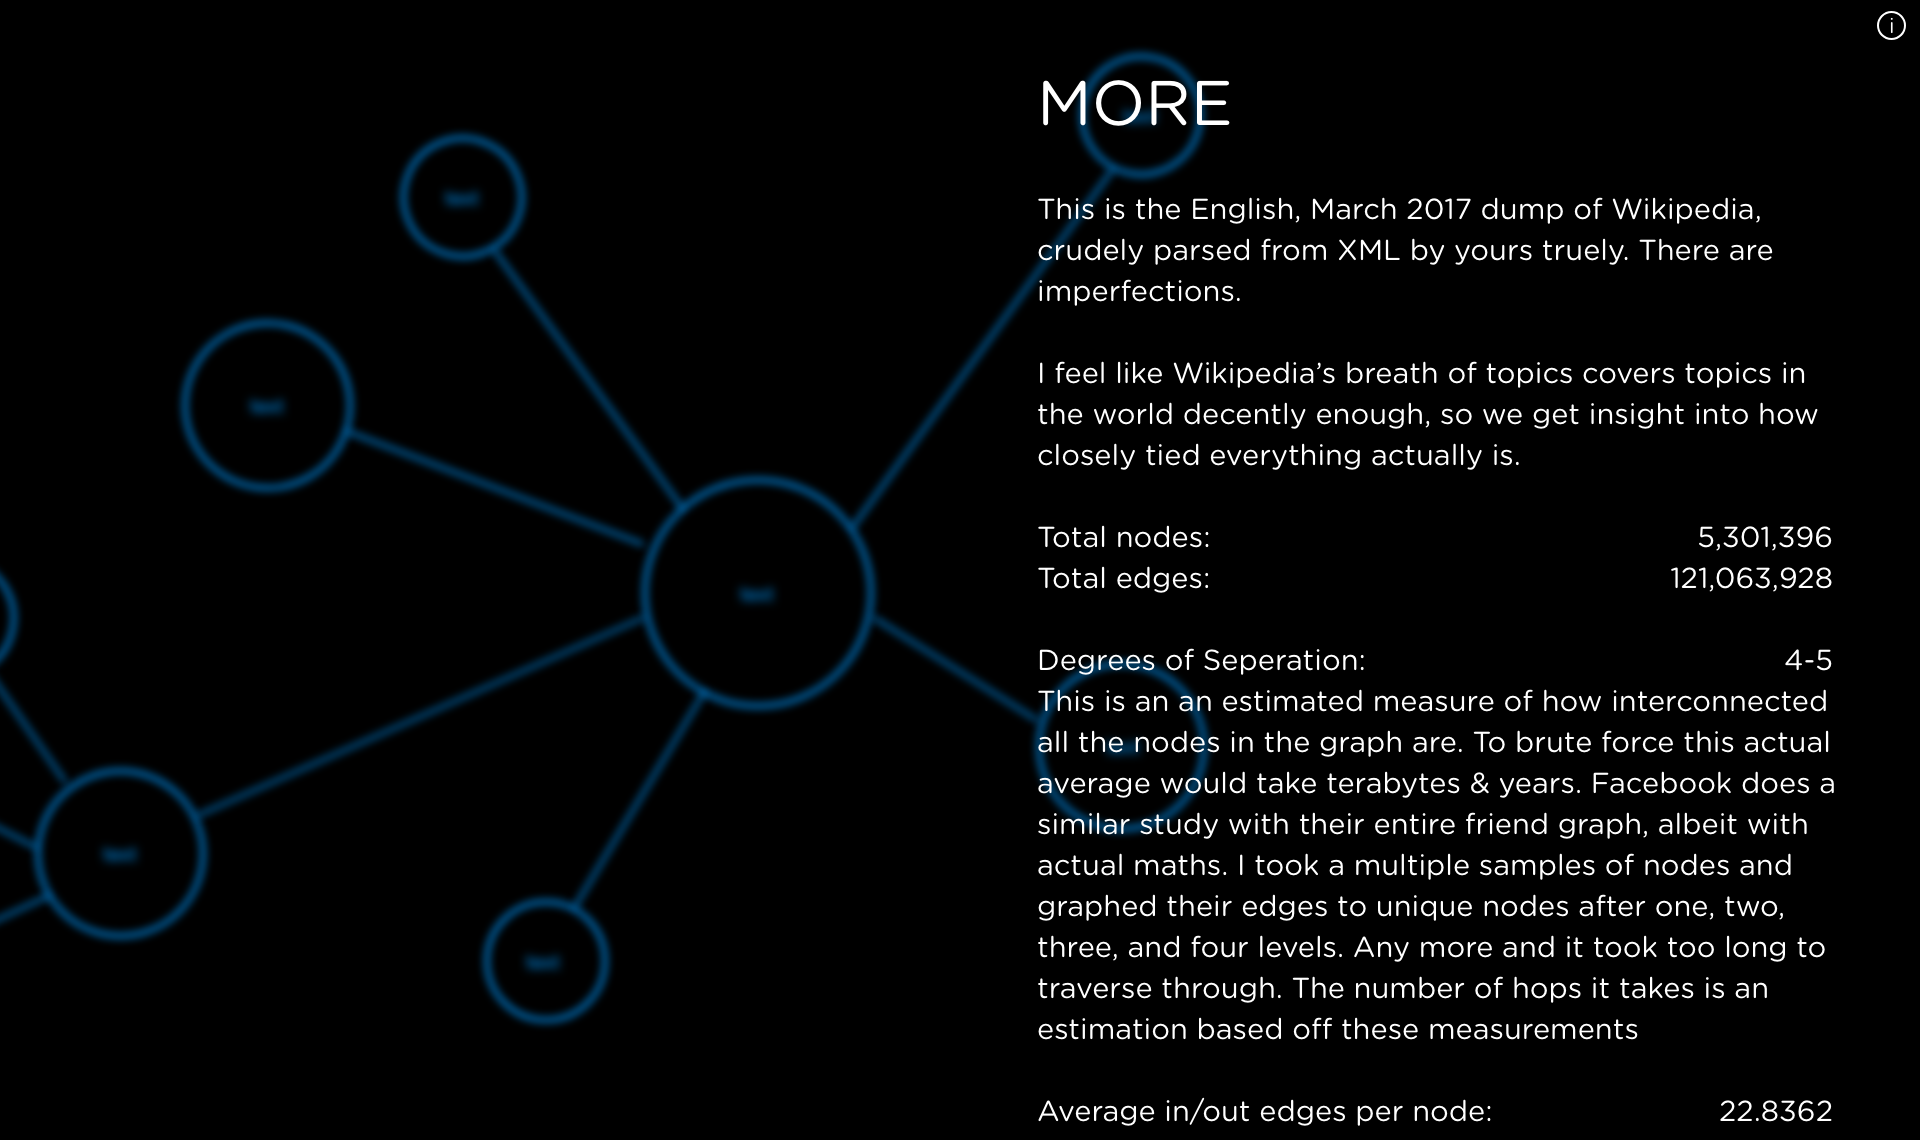 MORE
This is the English, March 2017 dump of Wikipedia,
crudely parsed from XML by yours truely. There are
imperfections.
I feel like Wikipedia’s breath of topics covers topics in
the world decently enough, so we get insight into how
closely tied everything actually is.
Total nodes: 5,301,396
Total edges: 121,063,928
Degrees of Seperation: 4-5
This is an an estimated measure of how interconnected
all the nodes in the graph are. To brute force this actual
average would take terabytes & years. Facebook does a
similar study with their entire friend graph, albeit with
actual maths. I took a multiple samples of nodes and
graphed their edges to unique nodes after one, two,
three, and four levels. Any more and it took too long to
traverse through. The number of hops it takes is an
estimation based off these measurements
Average in/out edges per node: 22.8362